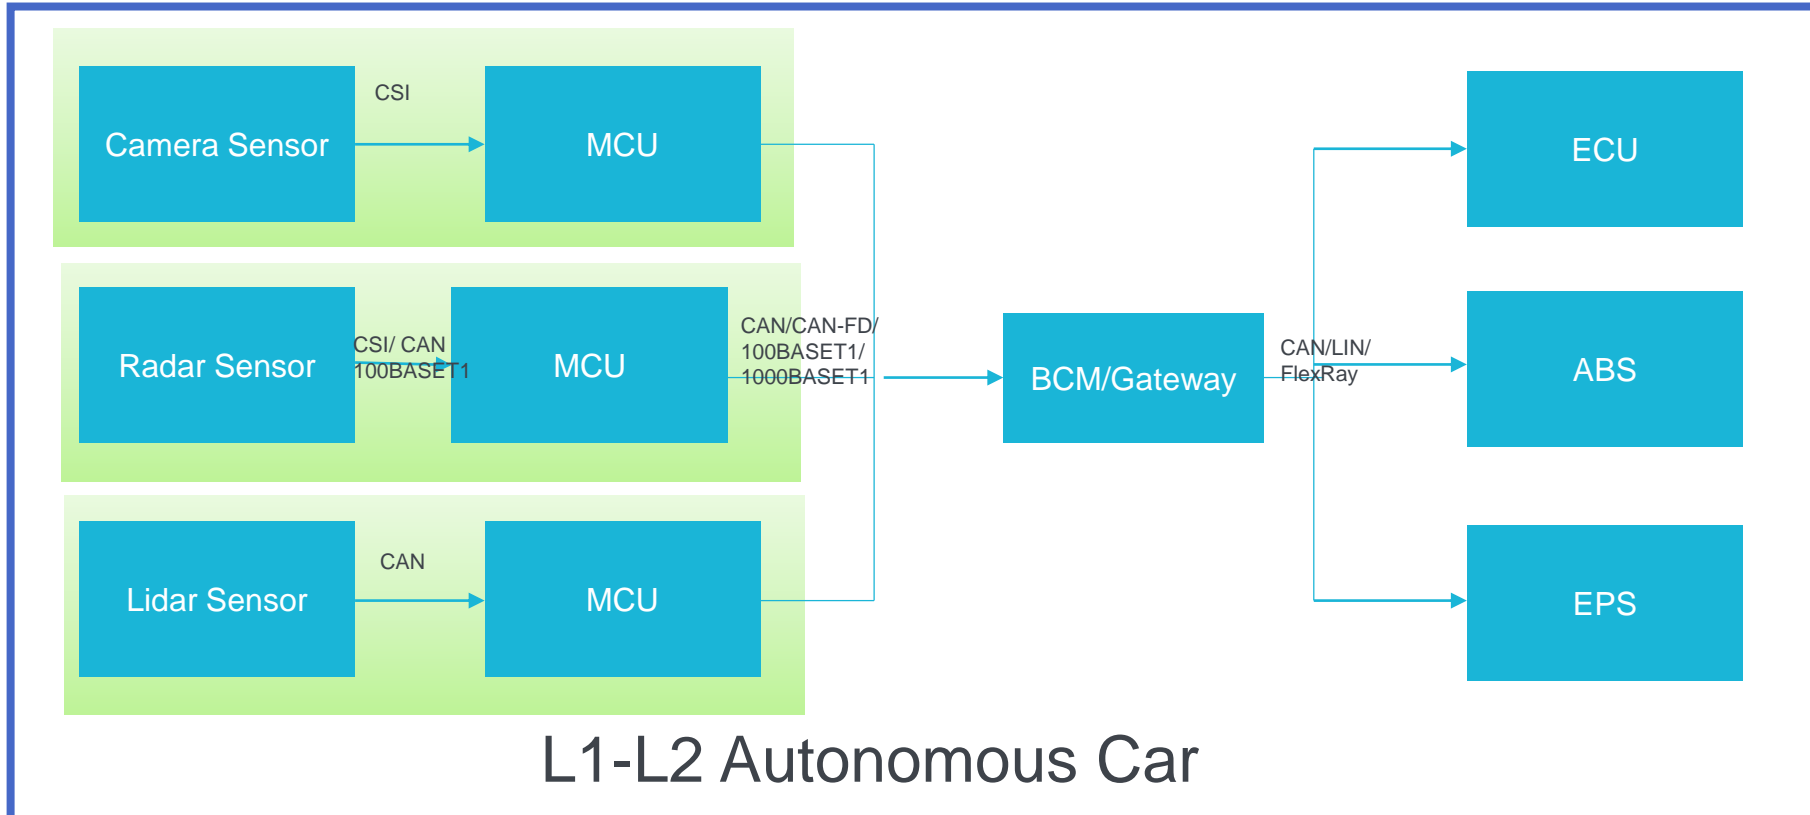 CSI
Camera Sensor
MCU
ECU
Radar Sensor
CSI/ CAN
100BASET1
MCU
CAN/CAN-FD/
100BASET1/
1000BASET1
BCM/Gateway
CAN/LIN/
FlexRay
ABS
Lidar Sensor
CAN
MCU
EPS
L1-L2 Autonomous Car